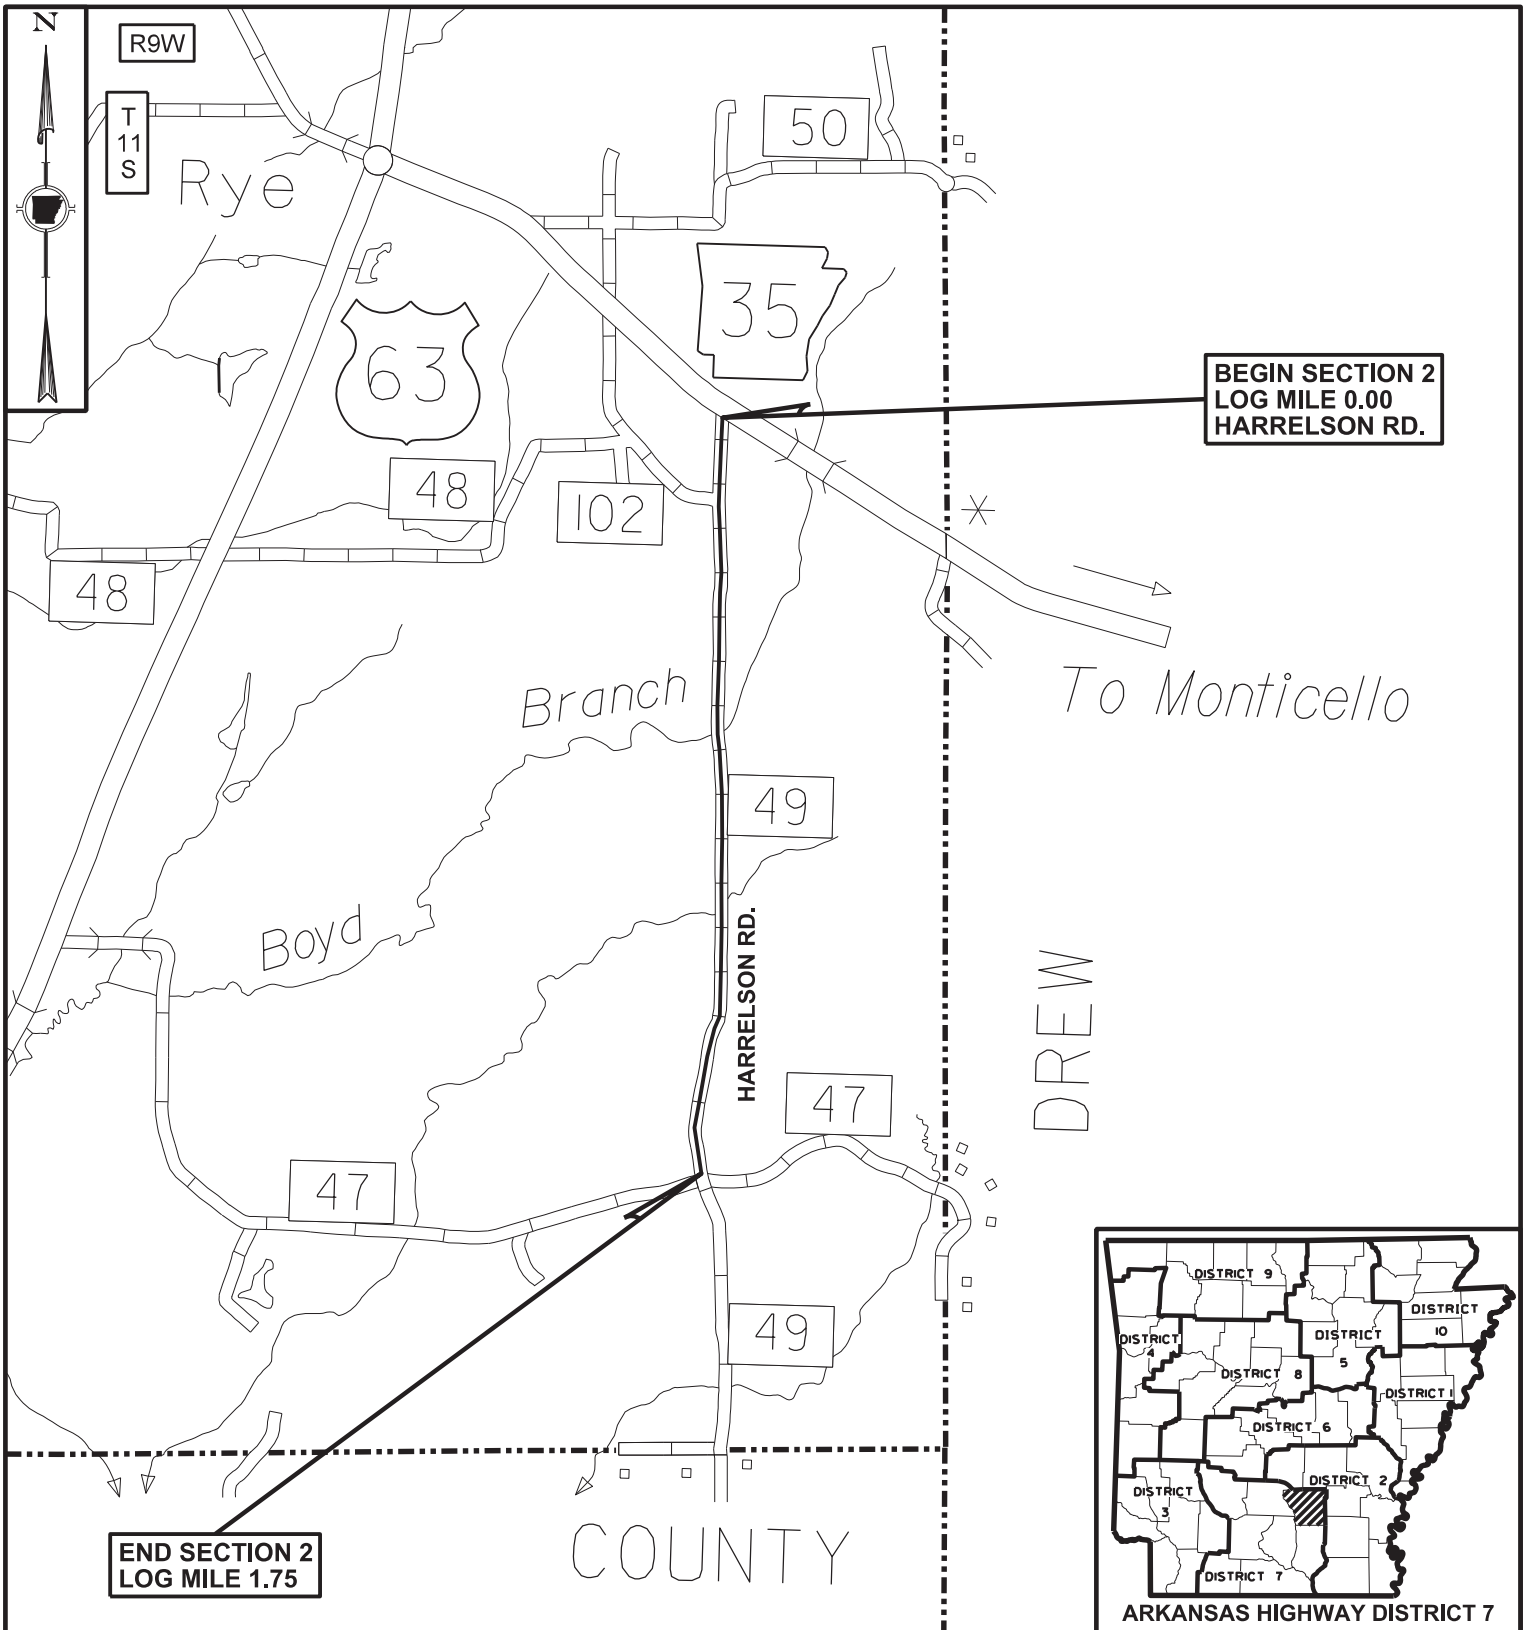 N
R9W
T
11
S
Rye
50
35
63
BEGIN SECTION 2
LOG MILE 0.00
HARRELSON RD.
48
102
48
Branch
To Monticello
49
Boyd
HARRELSON RD.
DREW
47
47
49
COUNTY
END SECTION 2
LOG MILE 1.75
DISTRICT 9
DISTRICT
10
DISTRICT
4
DISTRICT
5
DISTRICT 8
DISTRICT 1
DISTRICT 6
DISTRICT 2
DISTRICT
3
DISTRICT 7
ARKANSAS HIGHWAY DISTRICT 7